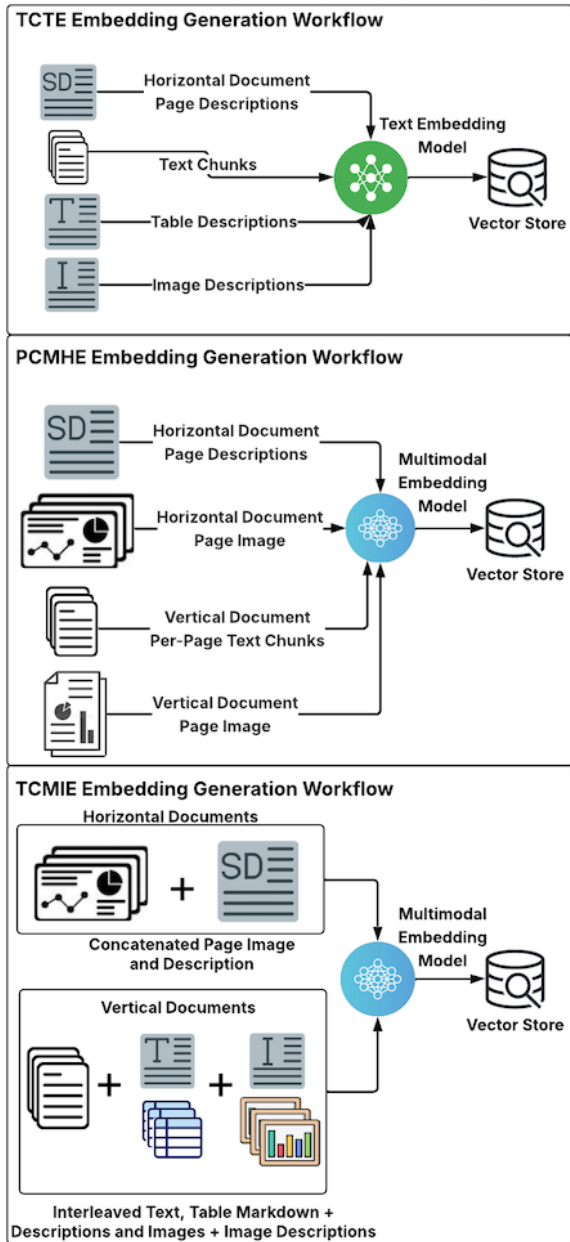 TCTE Embedding Generation Workflow
SD
Horizontal Document
Page Descriptions
Text Chunks
Text Embedding
Model
T
Table Descriptions
Vector Store
I
Image Descriptions
PCMHE Embedding Generation Workflow
SD
Horizontal Document
Page Descriptions
Multimodal
Embedding
Model
Horizontal Document
Page Image
Vector Store
Vertical Document
Per-Page Text Chunks
Vertical Document
Page Image
TCMIE Embedding Generation Workflow
Horizontal Documents
+
SD
Concatenated Page Image
and Description
Multimodal
Embedding
Model
Vector Store
Vertical Documents
+
T
+
I
Interleaved Text, Table Markdown +
Descriptions and Images + Image Descriptions